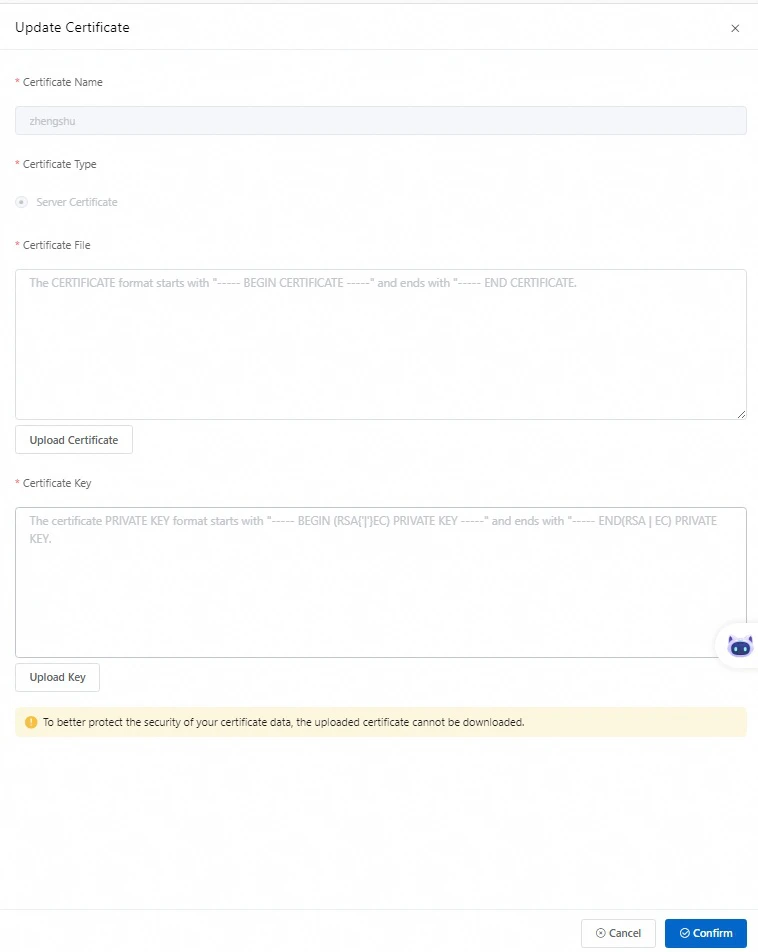 Update Certificate
* Certificate Name
zhengshu
* Certificate Type
Server Certificate
* Certificate File
The CERTIFICATE format starts with "----- BEGIN CERTIFICATE -----" and ends with "----- END CERTIFICATE.
Upload Certificate
* Certificate Key
The certificate PRIVATE KEY format starts with "----- BEGIN (RSA{'|'}EC) PRIVATE KEY -----" and ends with "----- END(RSA | EC) PRIVATE
KEY.
Upload Key
To better protect the security of your certificate data, the uploaded certificate cannot be downloaded.
Cancel
Confirm